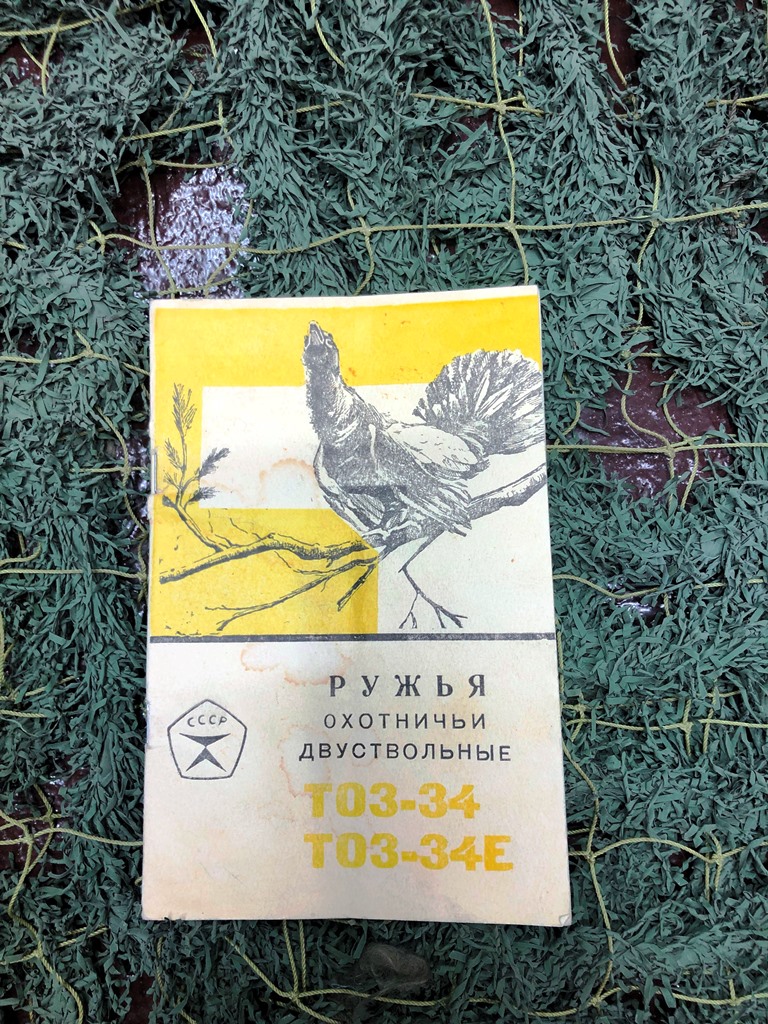 РУЖЬЯ
ОХОТНИЧЬИ
ДВУСТВОЛЬНЫЕ
СССР
ТОЗ-34
ТОЗ-34Е